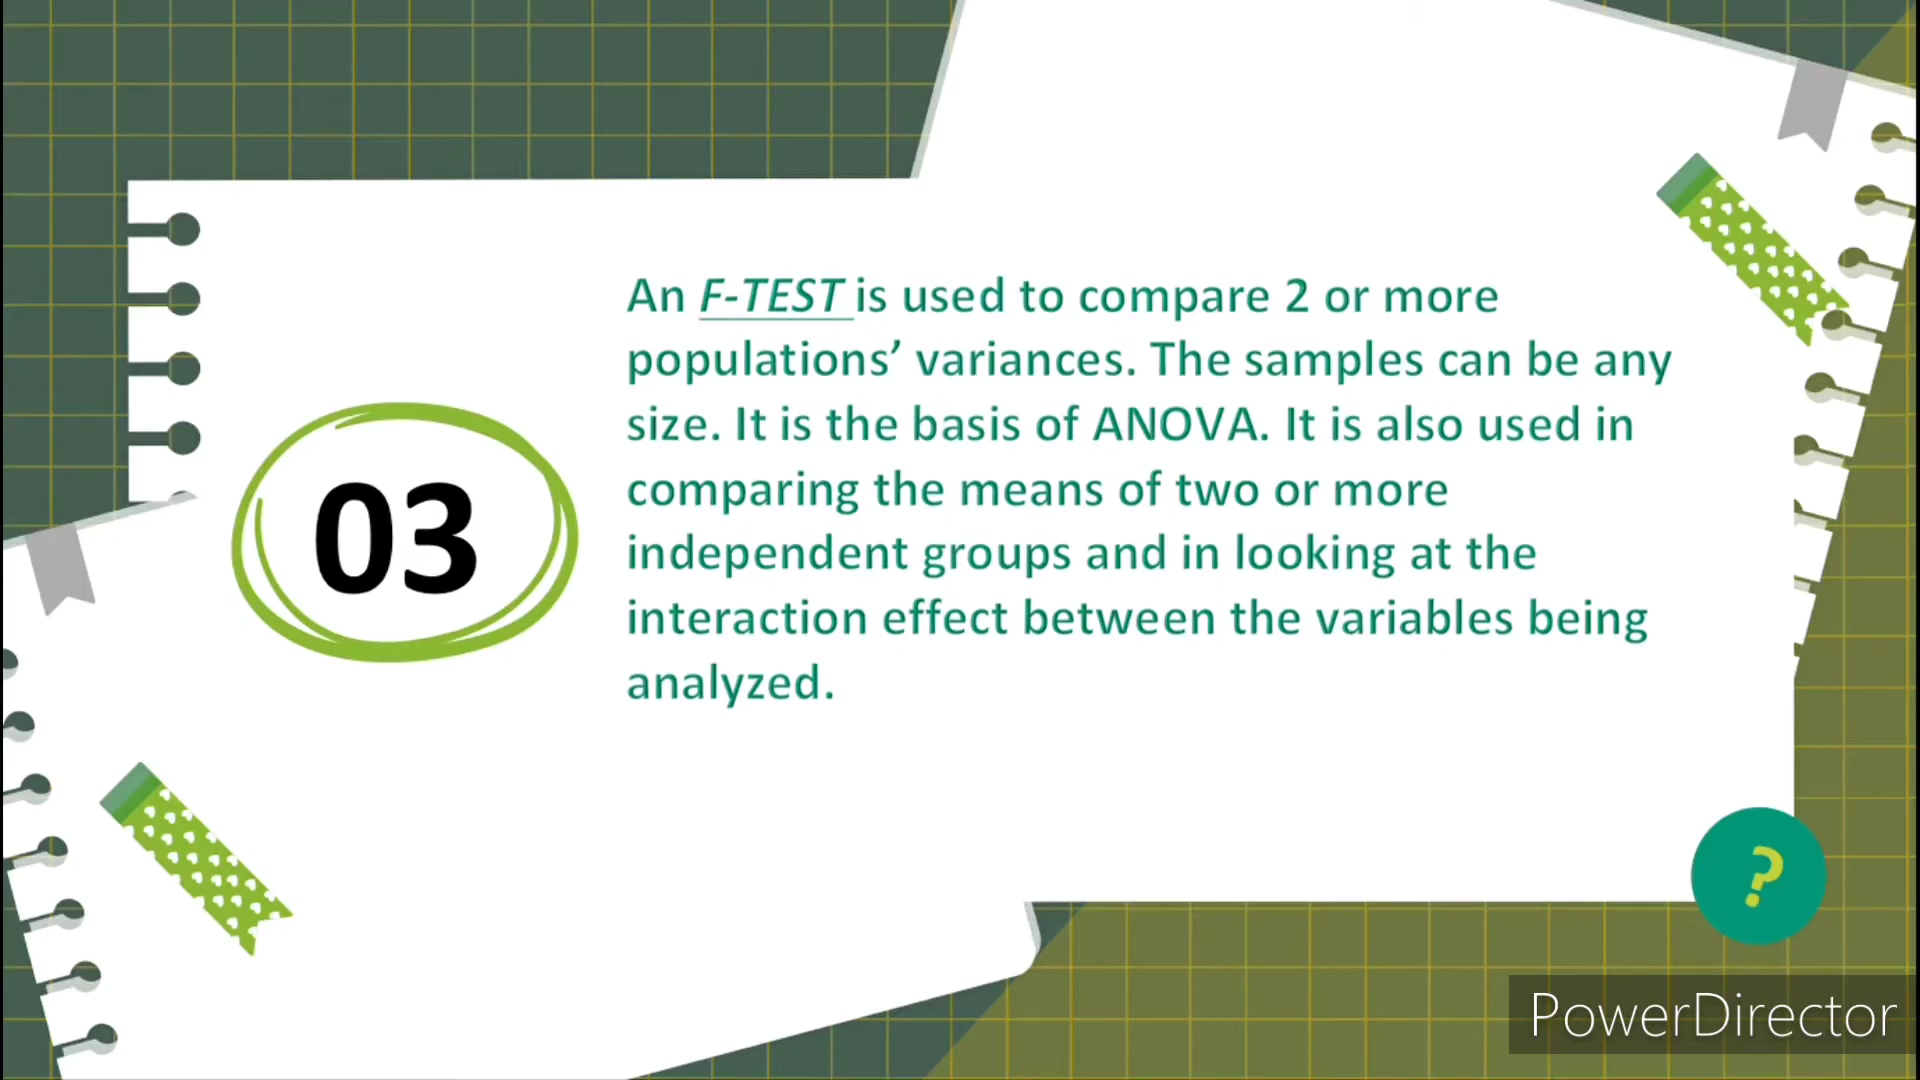 An F-TEST is used to compare 2 or more
populations’ variances. The samples can be any
size. It is the basis of ANOVA. It is also used in
comparing the means of two or more
independent groups and in looking at the
interaction effect between the variables being
analyzed.
03
?
PowerDirector